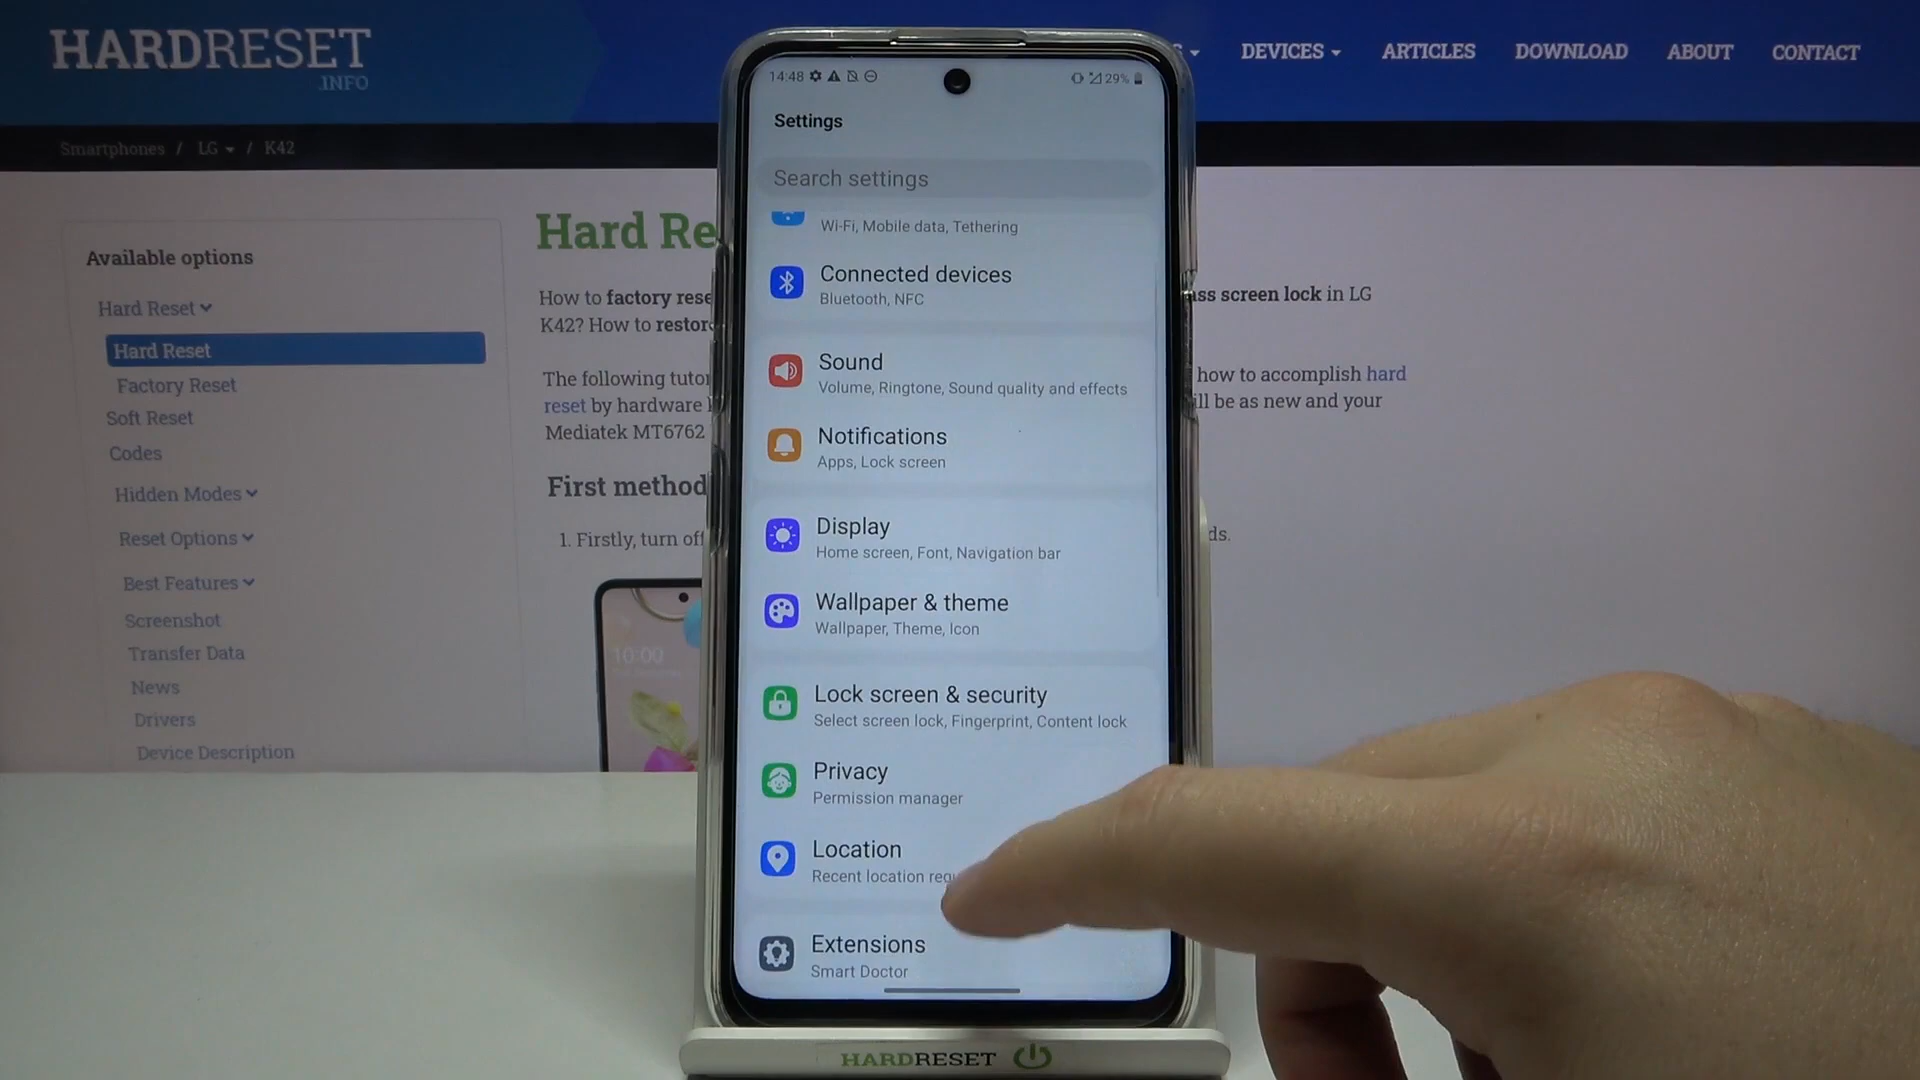 HARDRESET
.INFO
DEVICES
ARTICLES
DOWNLOAD
ABOUT
CONTACT
Smartphones / LG / K42
Available options
Hard Reset
Hard Reset
Factory Reset
Soft Reset
Codes
Hidden Modes
Reset Options
Best Features
Screenshot
Transfer Data
News
Drivers
Device Description
Hard Re
How to factory rese
ass screen lock in LG
K42? How to restor
The following tutor
how to accomplish hard
reset by hardware
ill be as new and your
Mediatek MT6762
First method
1. Firstly, turn off
ds.
10:00
14:48
29%
Settings
Search settings
Wi-Fi, Mobile data, Tethering
Connected devices
Bluetooth, NFC
Sound
Volume, Ringtone, Sound quality and effects
Notifications
Apps, Lock screen
Display
Home screen, Font, Navigation bar
Wallpaper & theme
Wallpaper, Theme, Icon
Lock screen & security
Select screen lock, Fingerprint, Content lock
Privacy
Permission manager
Location
Recent location requ
Extensions
Smart Doctor
HARDRESET